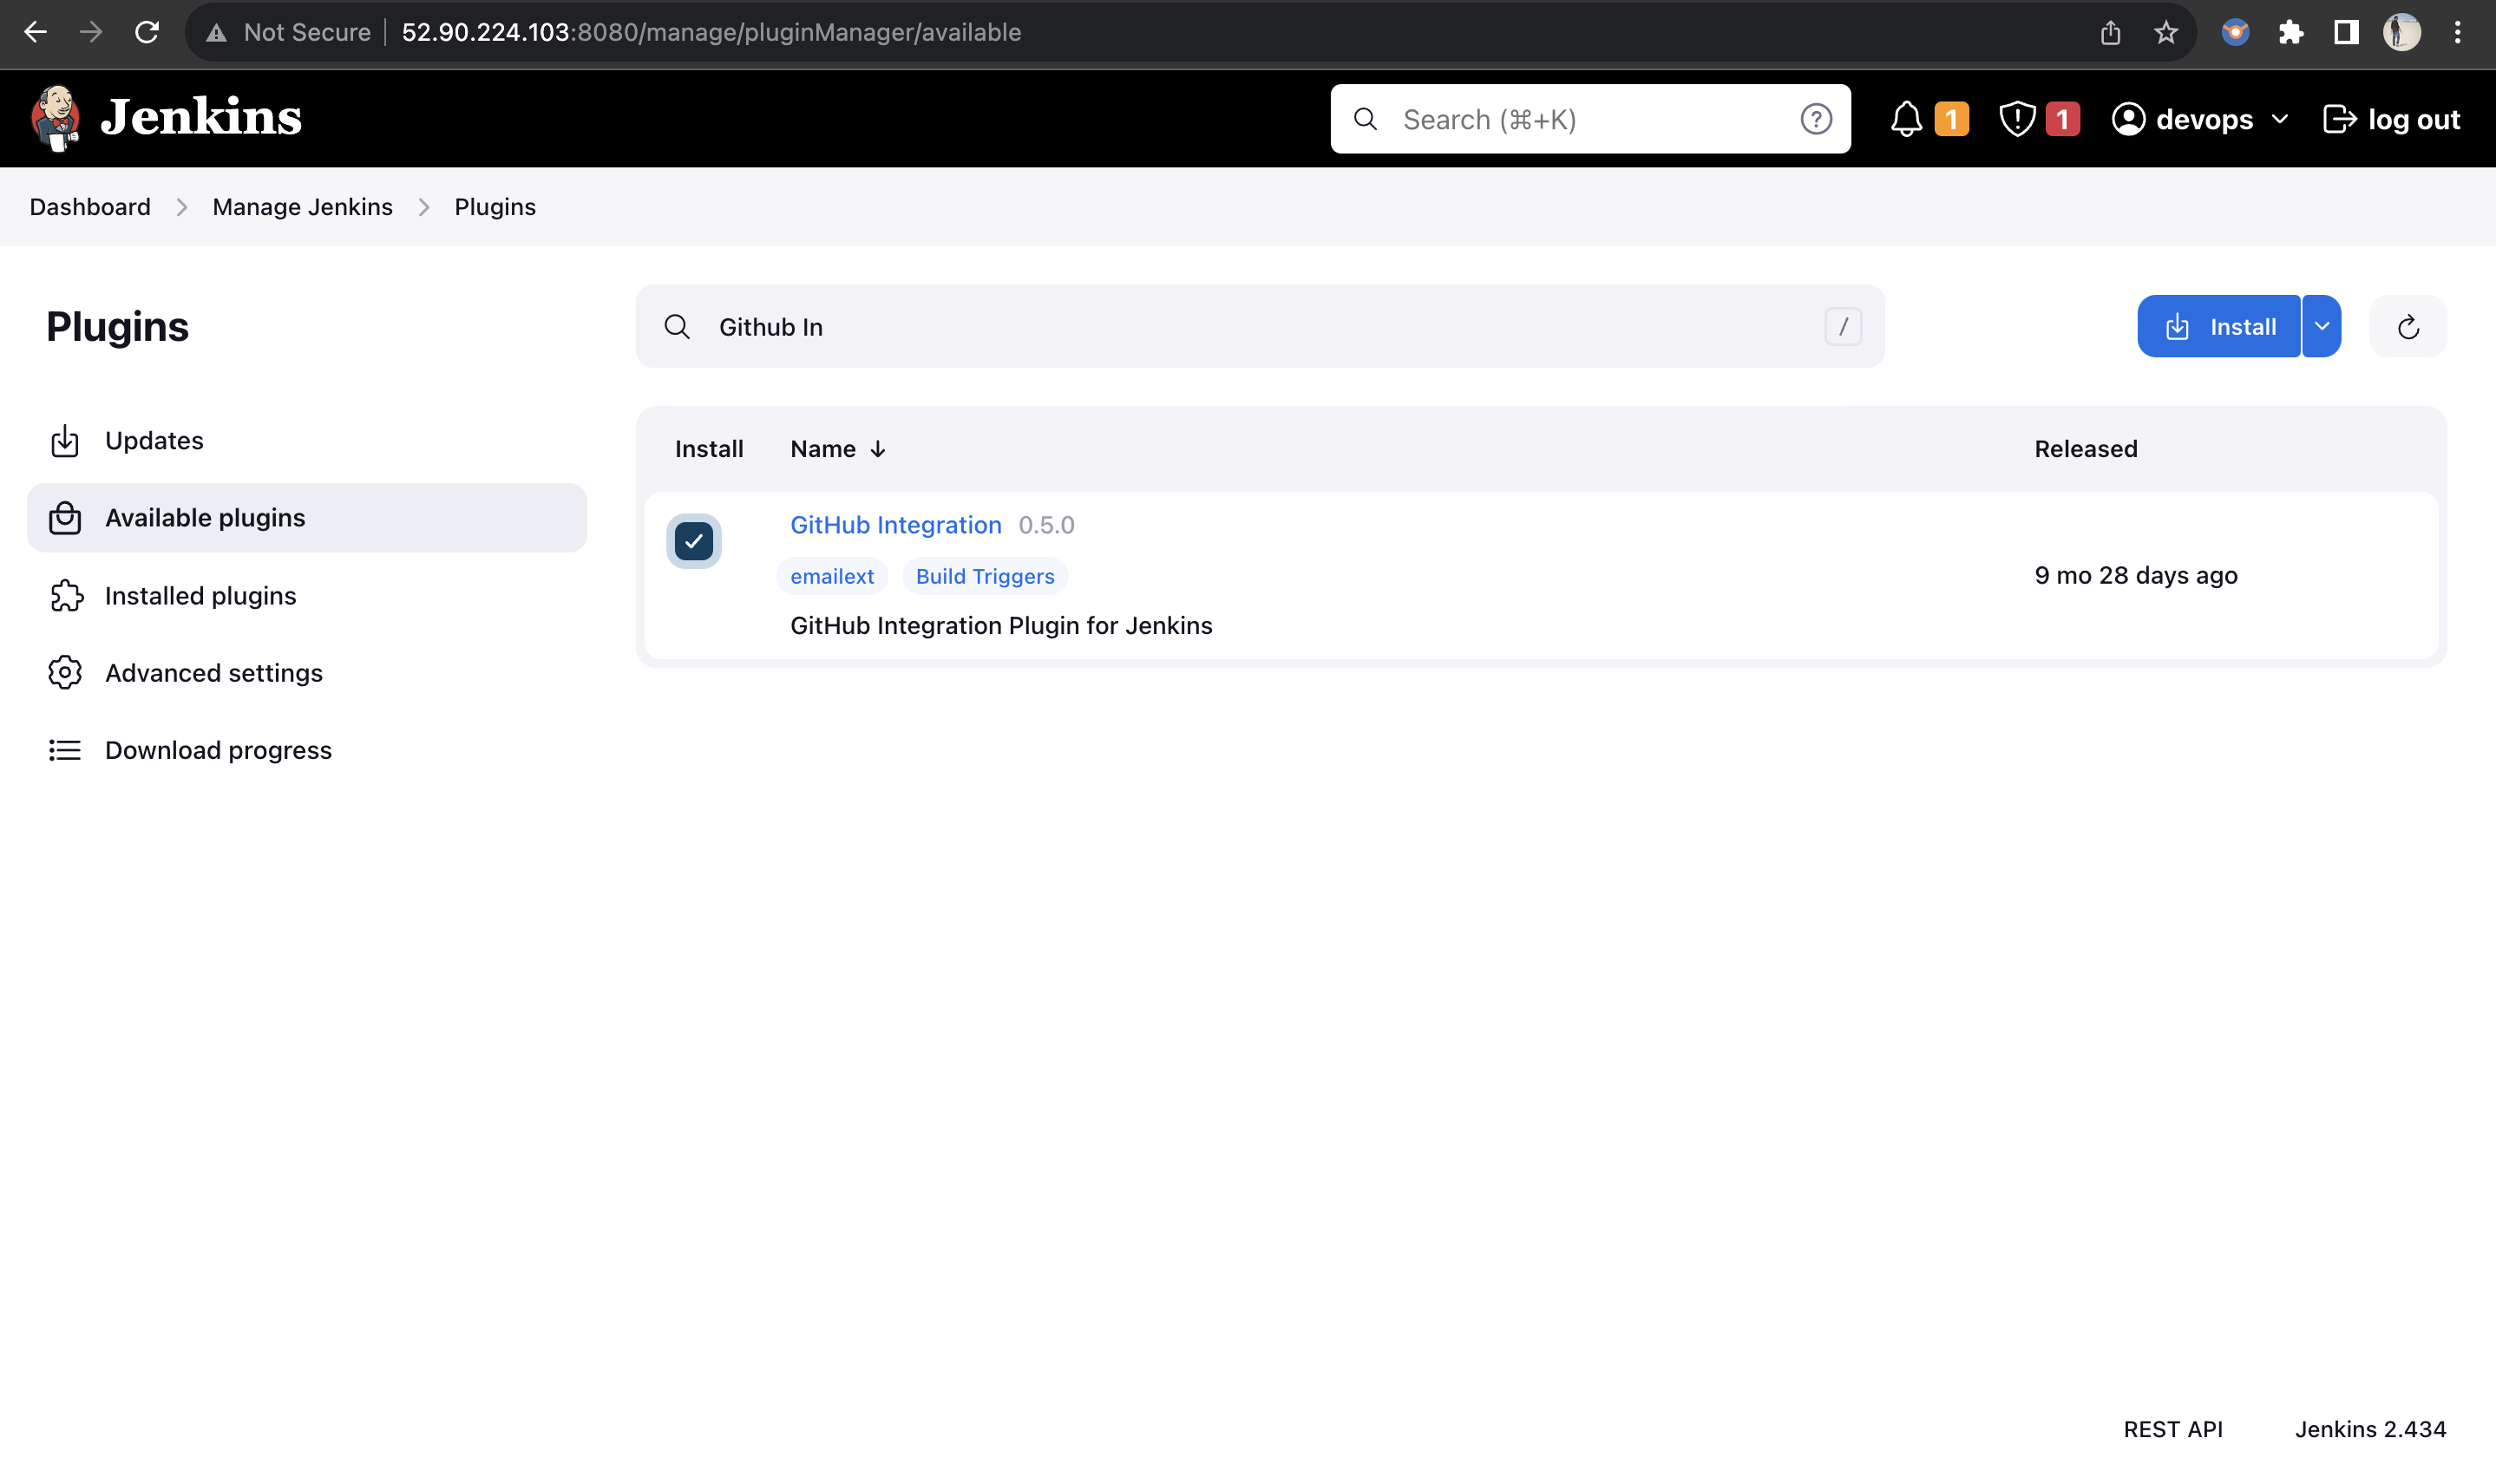 Not Secure 52.90.224.103:8080/manage/pluginManager/available
Jenkins Search (⌘+K) ? 1 1 devops log out
Dashboard Manage Jenkins Plugins
Plugins
Updates
Available plugins
Installed plugins
Advanced settings
Download progress
Github In / Install
Install Name ↓ Released
GitHub Integration 0.5.0
emailext Build Triggers
9 mo 28 days ago
GitHub Integration Plugin for Jenkins
REST API Jenkins 2.434